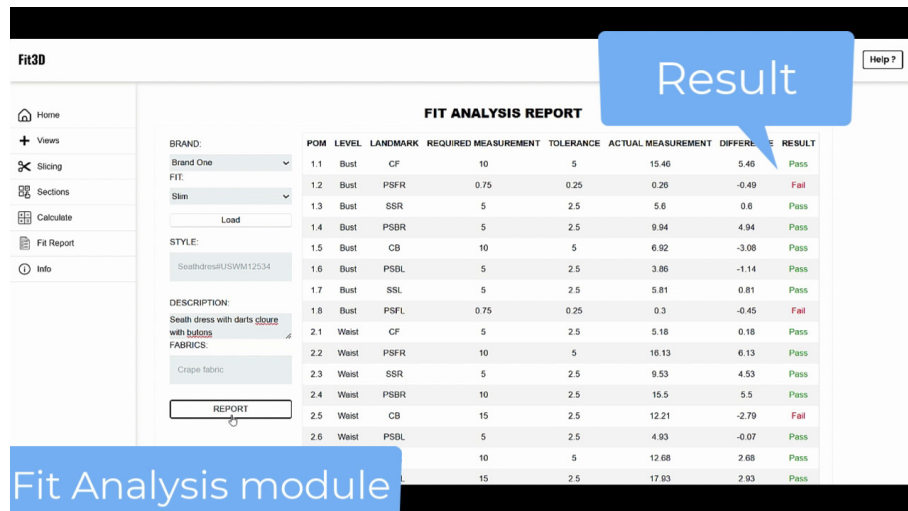 Fit3D
Result
Help ?
Home
Views
Slicing
Sections
Calculate
Fit Report
Info
FIT ANALYSIS REPORT
BRAND:
Brand One
FIT:
Slim
Load
STYLE:
Seathdres#USWM12534
DESCRIPTION:
Seath dress with darts cloure
with butons
FABRICS:
Crape fabric
REPORT
POM LEVEL LANDMARK REQUIRED MEASUREMENT TOLERANCE ACTUAL MEASUREMENT DIFFERENCE RESULT
1.1 Bust CF 10 5 15.46 5.46 Pass
1.2 Bust PSFR 0.75 0.25 0.26 -0.49 Fail
1.3 Bust SSR 5 2.5 5.6 0.6 Pass
1.4 Bust PSBR 5 2.5 9.94 4.94 Pass
1.5 Bust CB 10 5 6.92 -3.08 Pass
1.6 Bust PSBL 5 2.5 3.86 -1.14 Pass
1.7 Bust SSL 5 2.5 5.81 0.81 Pass
1.8 Bust PSFL 0.75 0.25 0.3 -0.45 Fail
2.1 Waist CF 5 2.5 5.18 0.18 Pass
2.2 Waist PSFR 10 5 16.13 6.13 Pass
2.3 Waist SSR 5 2.5 9.53 4.53 Pass
2.4 Waist PSBR 10 2.5 15.5 5.5 Pass
2.5 Waist CB 15 2.5 12.21 -2.79 Fail
2.6 Waist PSBL 5 2.5 4.93 -0.07 Pass
10 5 12.68 2.68 Pass
15 2.5 17.93 2.93 Pass
Fit Analysis module